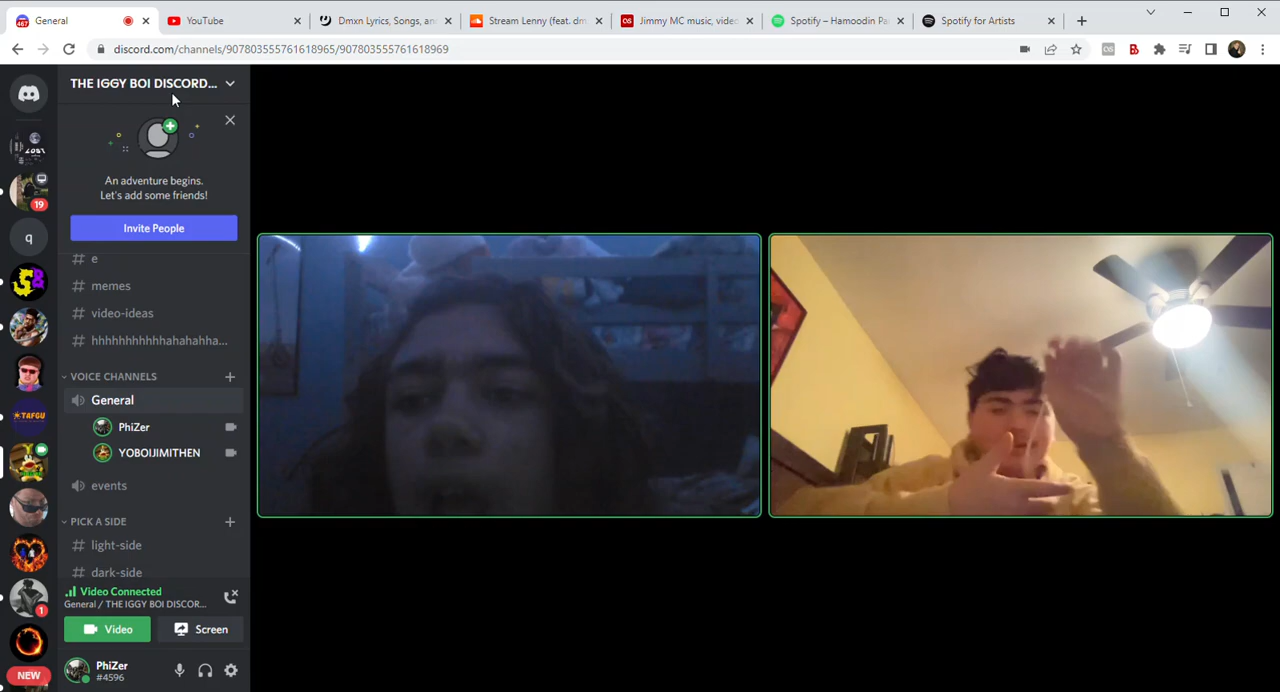 General
YouTube
Dmxn Lyrics, Songs, an
Stream Lenny (feat. dm
Jimmy MC music, video
Spotify – Hamoodin Pa
Spotify for Artists
discord.com/channels/907803555761618965/907803555761618969
THE IGGY BOI DISCORD...
An adventure begins.
Let's add some friends!
Invite People
19
q
# e
# memes
# video-ideas
# hhhhhhhhhhahahahha...
VOICE CHANNELS
General
PhiZer
YOBOIJIMITHEN
TAFGU
events
PICK A SIDE
# light-side
# dark-side
Video Connected
General / THE IGGY BOI DISCOR...
1
Video
Screen
PhiZer
#4596
NEW